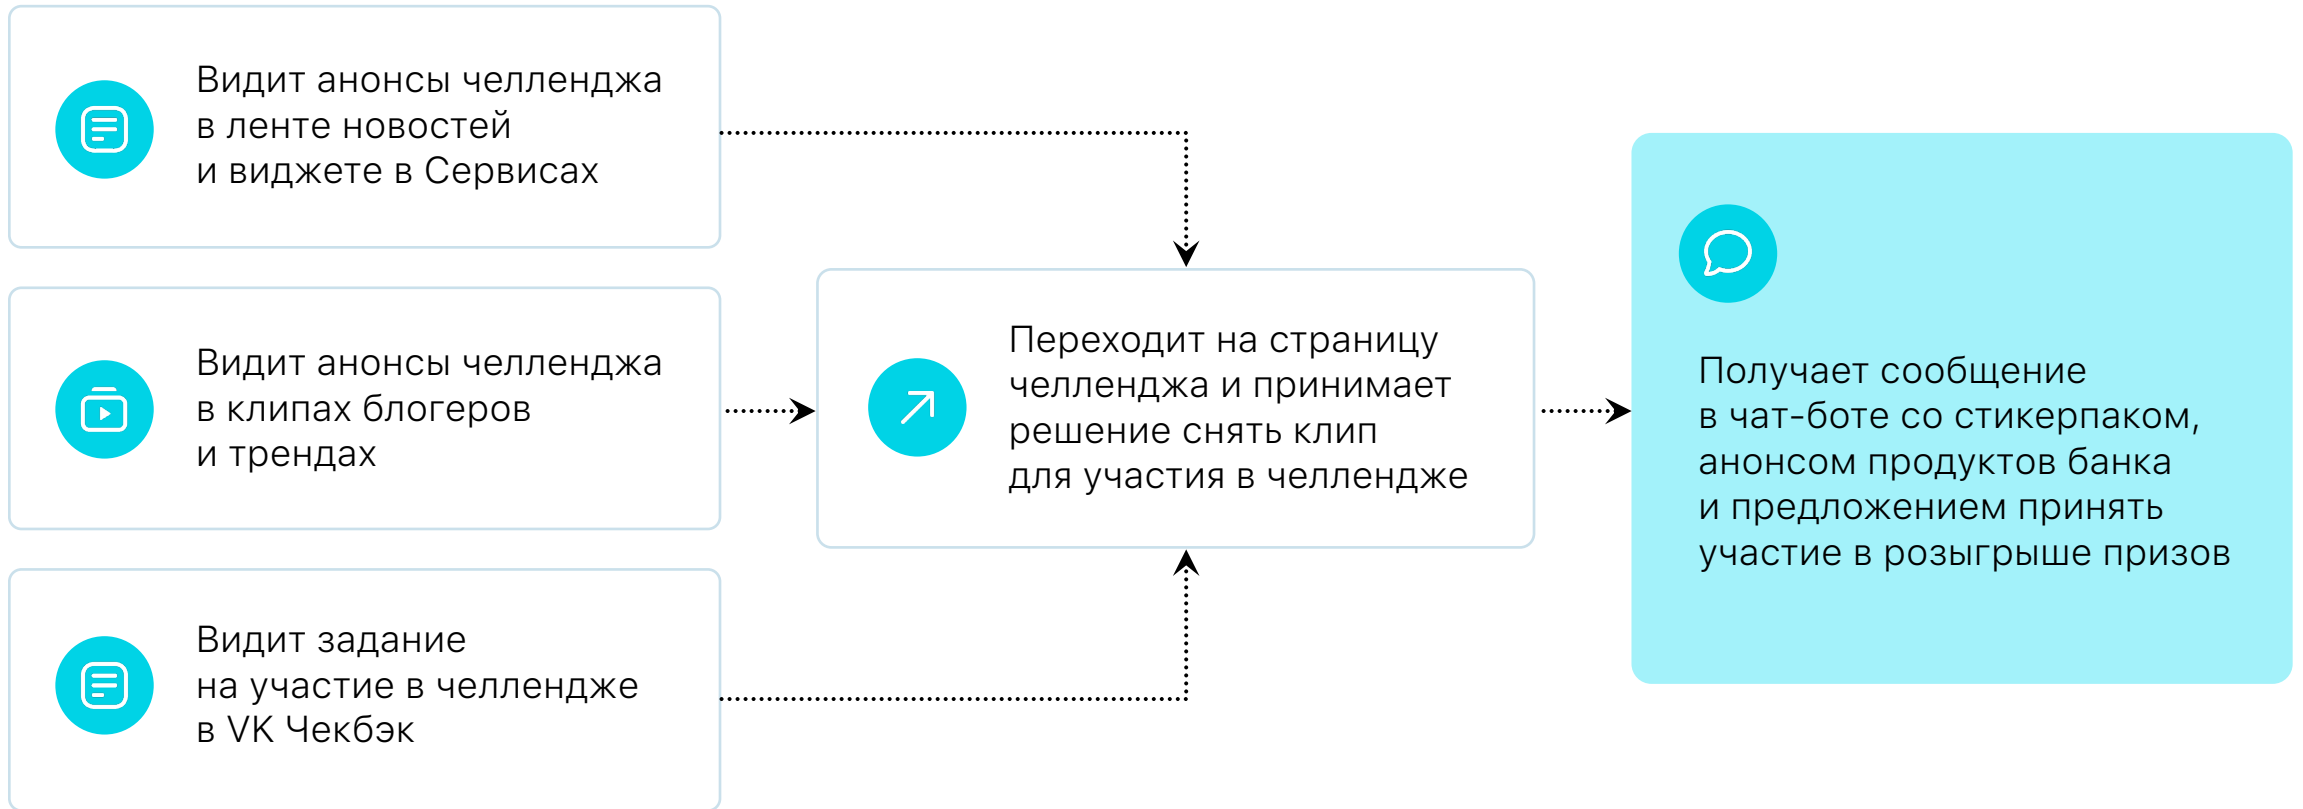 Видит анонсы челленджа
в ленте новостей
и виджете в Сервисах
Видит анонсы челленджа
в клипах блогеров
и трендах
Видит задание
на участие в челлендже
в VK Чекбэк
Переходит на страницу
челленджа и принимает
решение снять клип
для участия в челлендже
Получает сообщение
в чат-боте со стикерпаком,
анонсом продуктов банка
и предложением принять
участие в розыгрыше призов